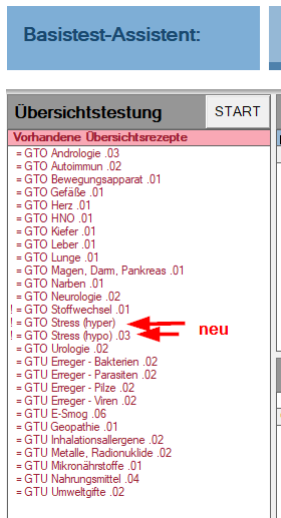 Basistest-Assistent:
Übersichtstestung START
Vorhandene Übersichtsrezepte
= GTO Andrologie .03
= GTO Autoimmun .02
= GTO Bewegungsapparat .01
= GTO Gefäße .01
= GTO Herz .01
= GTO HNO .01
= GTO Kiefer .01
= GTO Leber .01
= GTO Lunge .01
= GTO Magen, Darm, Pankreas .01
= GTO Narben .01
= GTO Neurologie .02
! = GTO Stoffwechsel .01
! = GTO Stress (hyper)
! = GTO Stress (hypo) .03
neu
= GTO Urologie .02
= GTU Erreger - Bakterien .02
= GTU Erreger - Parasiten .02
= GTU Erreger - Pilze .02
= GTU Erreger - Viren .02
= GTU E-Smog .06
= GTU Geopathie .01
= GTU Inhalationsallergene .02
= GTU Metalle, Radionuklide .02
= GTU Mikronährstoffe .01
= GTU Nahrungsmittel .04
= GTU Umweltgifte .02